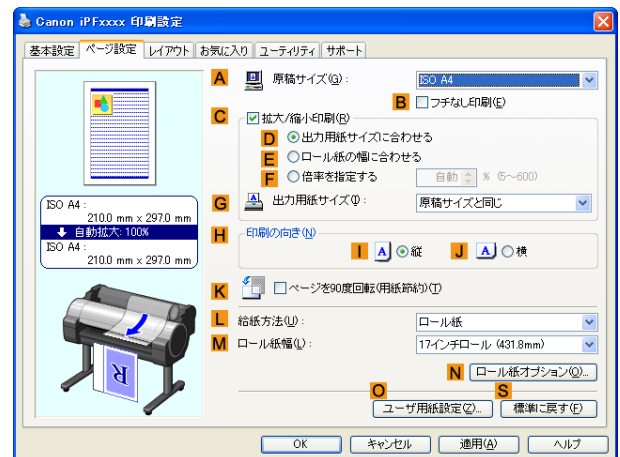 Canon iPFxxxx 印刷設定
基本設定 ページ設定 レイアウト お気に入り ユーティリティ サポート
A 原稿サイズ(G): ISO A4
B フチなし印刷(E)
C 拡大/縮小印刷(R)
D 出力用紙サイズに合わせる
E ロール紙の幅に合わせる
F 倍率を指定する 自動 % (5～600)
G 出力用紙サイズ(I): 原稿サイズと同じ
ISO A4 :
210.0 mm x 297.0 mm
自動拡大: 100%
ISO A4 :
210.0 mm x 297.0 mm
H 印刷の向き(N)
I A 縦 J A 横
K ページを90度回転(用紙節約)(T)
L 給紙方法(U): ロール紙
M ロール紙幅(L): 17インチロール (431.8mm)
R
N ロール紙オプション(O)...
O ユーザ用紙設定(Z)... S 標準に戻す(F)
OK キャンセル 適用(A) ヘルプ